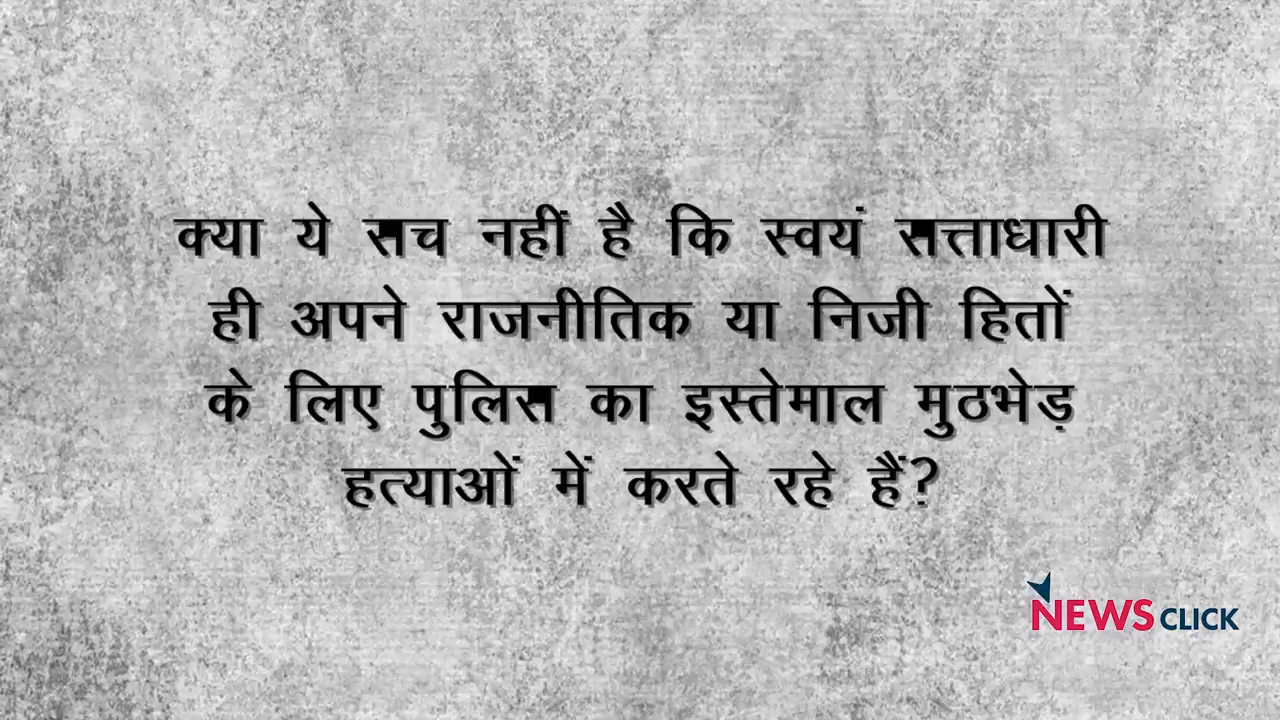 क्या ये सच नहीं है कि स्वयं सत्ताधारी
ही अपने राजनीतिक या निजी हितों
के लिए पुलिस का इस्तेमाल मुठभेड़
हत्याओं में करते रहे हैं?
NEWS CLICK